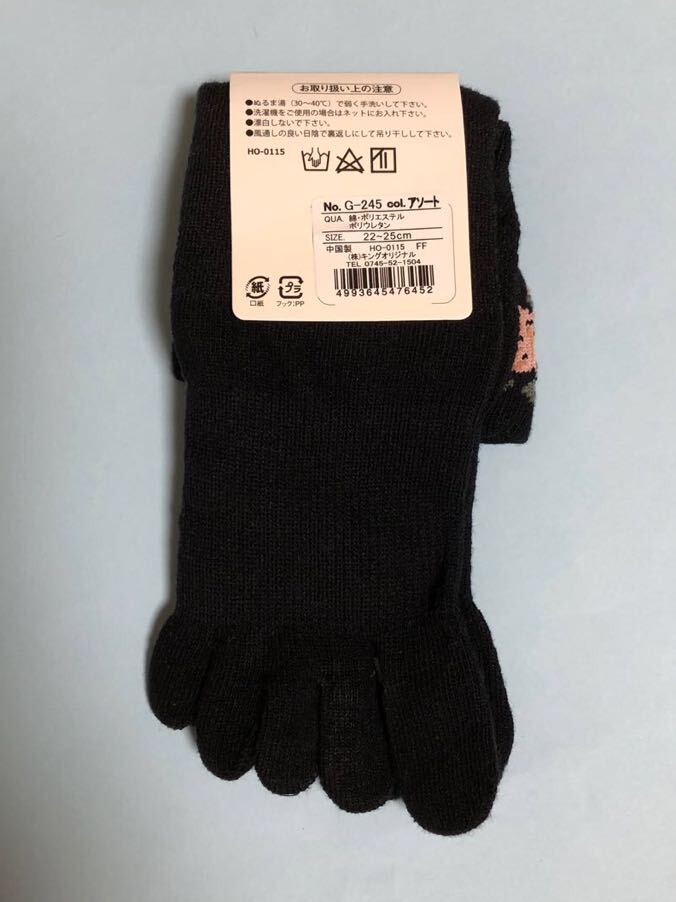 お取り扱い上の注意
●ぬるま湯（30～40℃）で弱く手洗いして下さい。
●洗濯機をご使用の場合はネットにお入れ下さい。
●漂白しないで下さい。
●風通しの良い日陰で裏返しにして吊り干しして下さい。
HO-0115
No. G-245 col. アソート
QUA. 綿・ポリエステル
ポリウレタン
SIZE. 22~25cm
中国製 HO-0115 FF
(株)キングオリジナル
TEL 0745-52-1504
4993645476452
紙
口紙
プラ
フック:PP